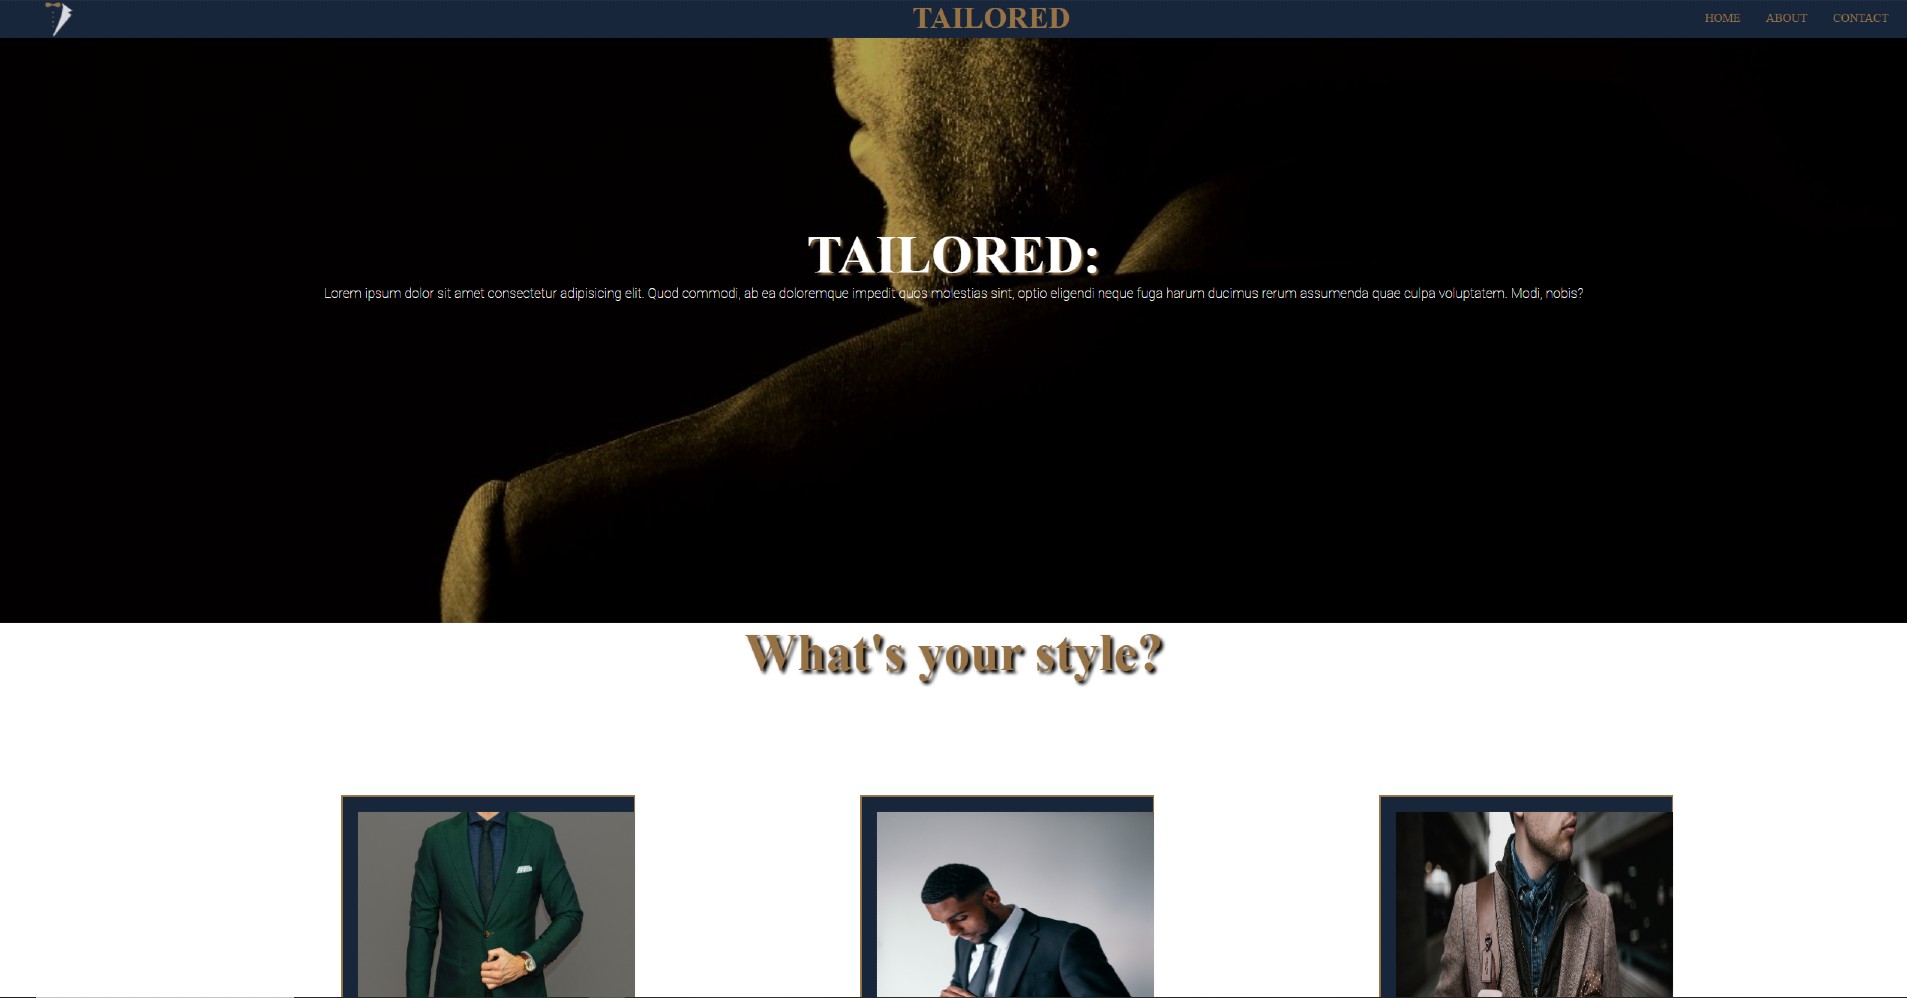 TAILORED
HOME ABOUT CONTACT
TAILORED:
Lorem ipsum dolor sit amet consectetur adipisicing elit. Quod commodi, ab ea doloremque impedit quos molestias sint, optio eligendi neque fuga harum ducimus rerum assumenda quae culpa voluptatem. Modi, nobis?
What's your style?